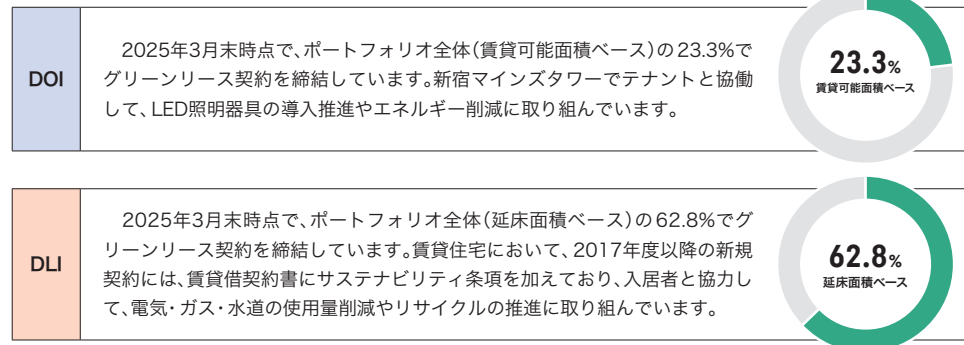 DOI
2025年3月末時点で、ポートフォリオ全体(賃貸可能面積ベース)の23.3%で
グリーンリース契約を締結しています。新宿マインズタワーでテナントと協働
して、LED照明器具の導入推進やエネルギー削減に取り組んでいます。
23.3%
賃貸可能面積ベース
DLI
2025年3月末時点で、ポートフォリオ全体(延床面積ベース)の62.8%でグ
リーンリース契約を締結しています。賃貸住宅において、2017年度以降の新規
契約には、賃貸借契約書にサステナビリティ条項を加えており、入居者と協力し
て、電気・ガス・水道の使用量削減やリサイクルの推進に取り組んでいます。
62.8%
延床面積ベース